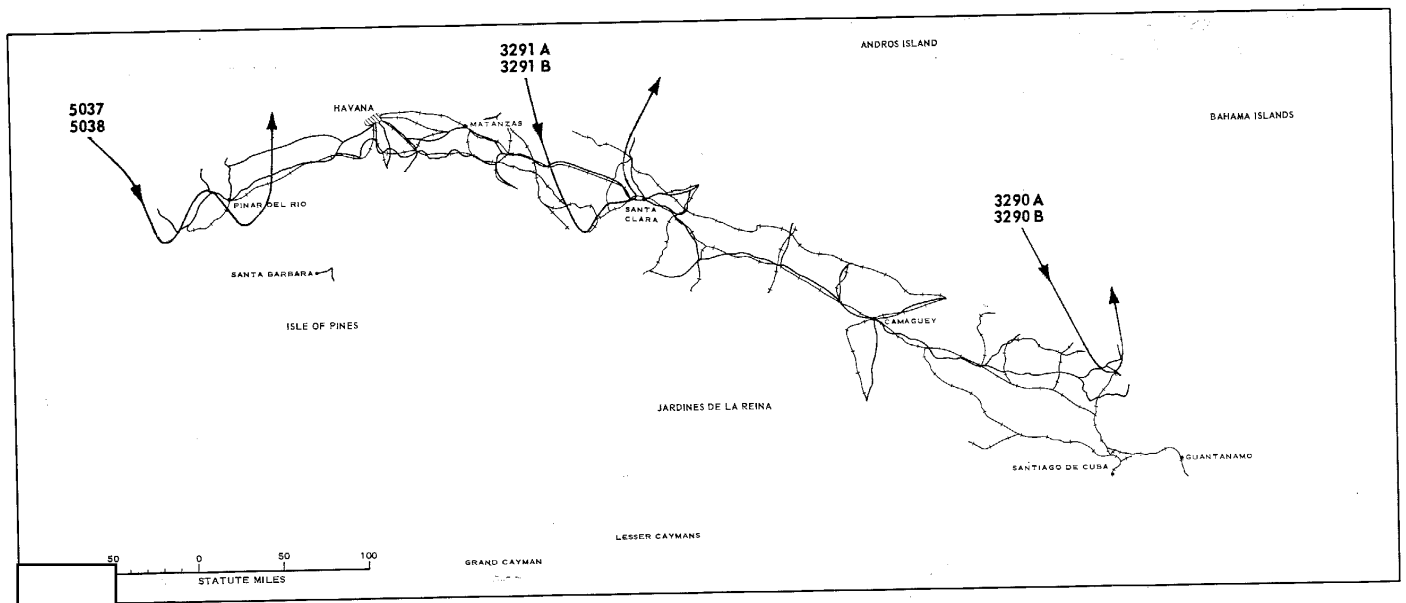 ANDROS ISLAND
3291 A
3291 B
5037
5038
HAVANA
MATANZAS
BAHAMA ISLANDS
PINAR DEL RIO
SANTA
CLARA
3290 A
3290 B
SANTA BARBARA
ISLE OF PINES
CAMAGUEY
JARDINES DE LA REINA
GUANTANAMO
SANTIAGO DE CUBA
LESSER CAYMANS
50 0 50 100
STATUTE MILES
GRAND CAYMAN